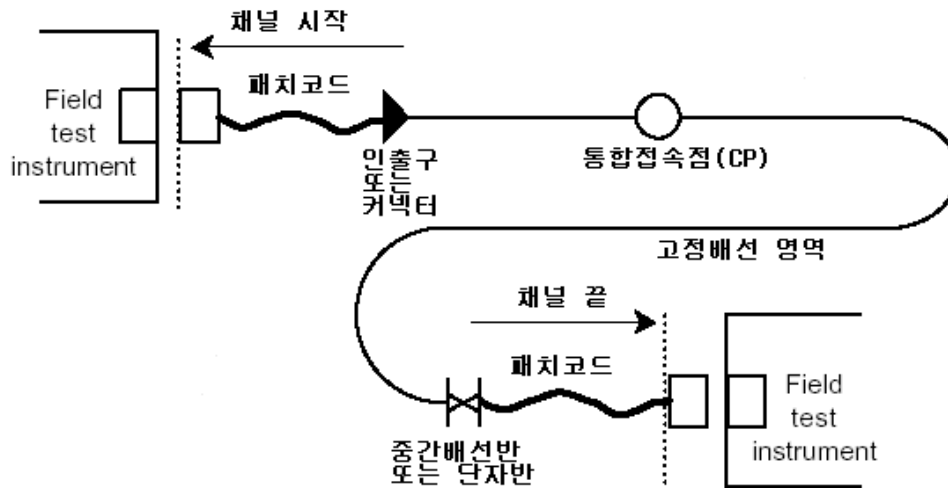 채널 시작
Field
test
instrument
패치코드
인출구
또는
커넥터
통합접속점(CP)
고정배선 영역
채널 끝
패치코드
중간배선반
또는 단자반
Field
test
instrument